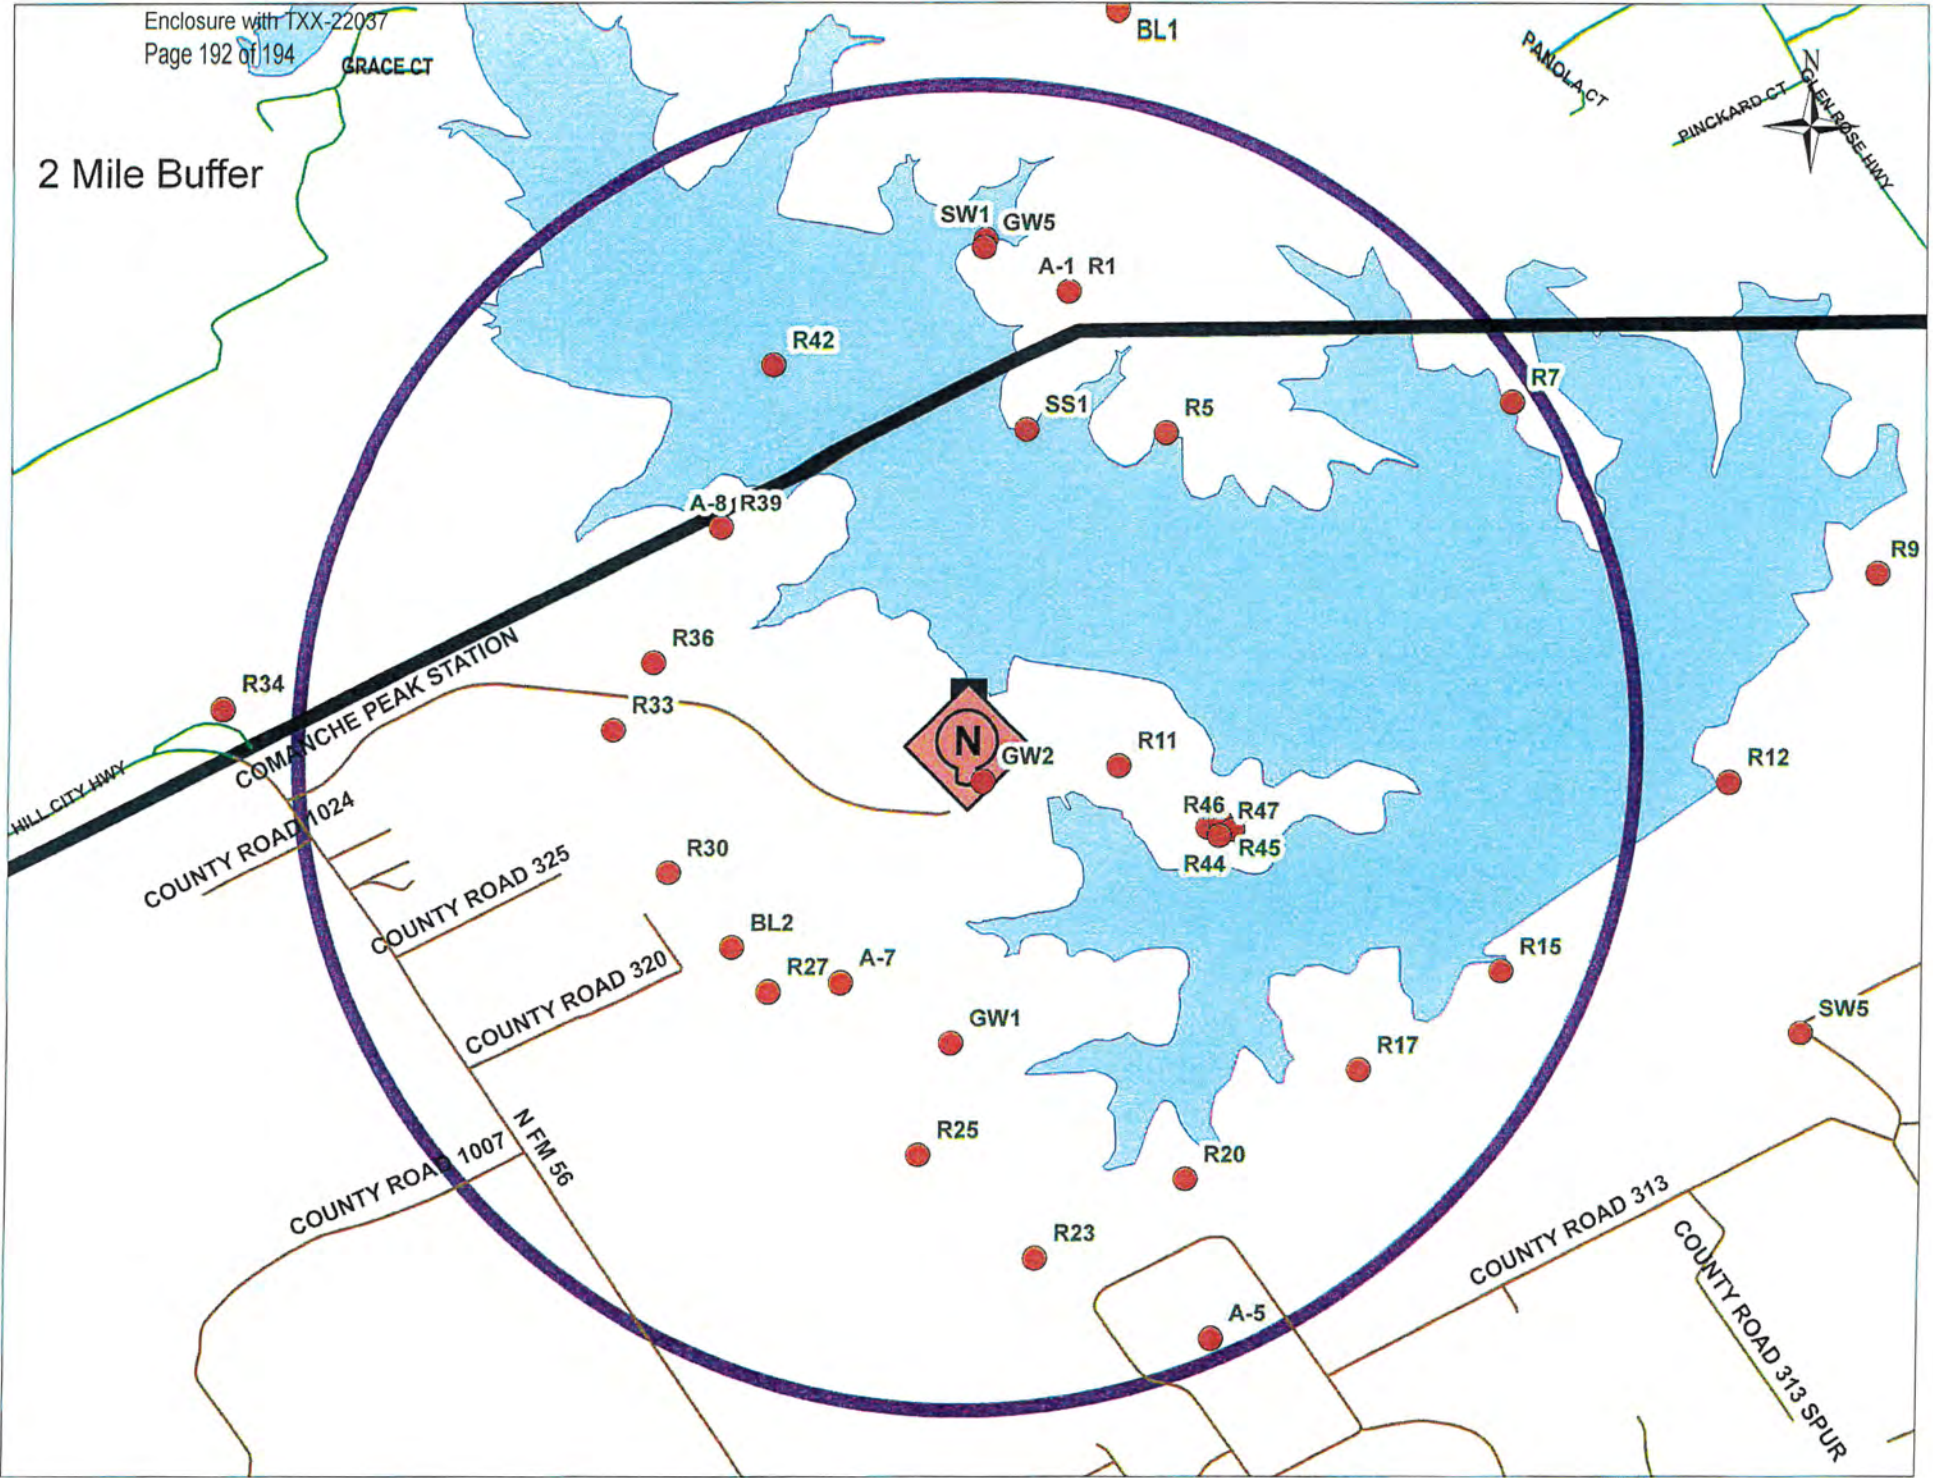 Enclosure with TXX-22037
Page 192 of 194
GRACE CT
2 Mile Buffer
BL1
PANOLA CT
PINCKARD CT
N
GLEN ROSE HWY
SW1
GW5
A-1 R1
R42
R7
SS1
R5
A-8 R39
R9
R36
R34
R33
COMANCHE PEAK STATION
N
GW2
R11
R12
HILL CITY HWY
COUNTY ROAD 1024
R46
R47
R45
R44
R30
COUNTY ROAD 325
BL2
R27
A-7
R15
COUNTY ROAD 320
GW1
SW5
R17
N FM 56
COUNTY ROAD 1007
R25
R20
R23
COUNTY ROAD 313
COUNTY ROAD 313 SPUR
A-5